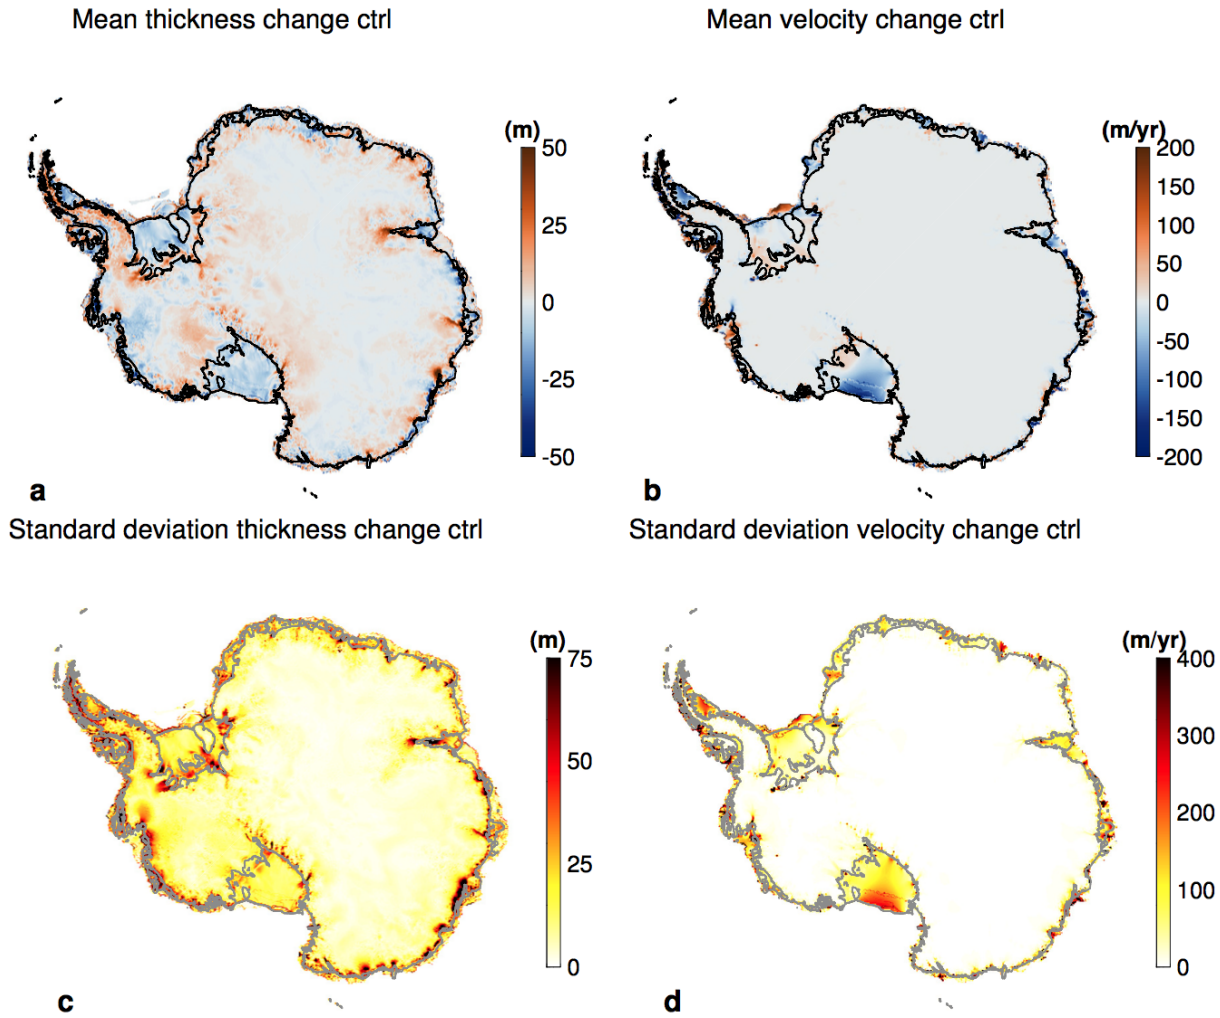 Mean thickness change ctrl
Mean velocity change ctrl
(m)
50
25
0
-25
-50
(m/yr)
200
150
100
50
0
-50
-100
-150
-200
a
b
Standard deviation thickness change ctrl
Standard deviation velocity change ctrl
(m)
75
50
25
0
(m/yr)
400
300
200
100
0
c
d